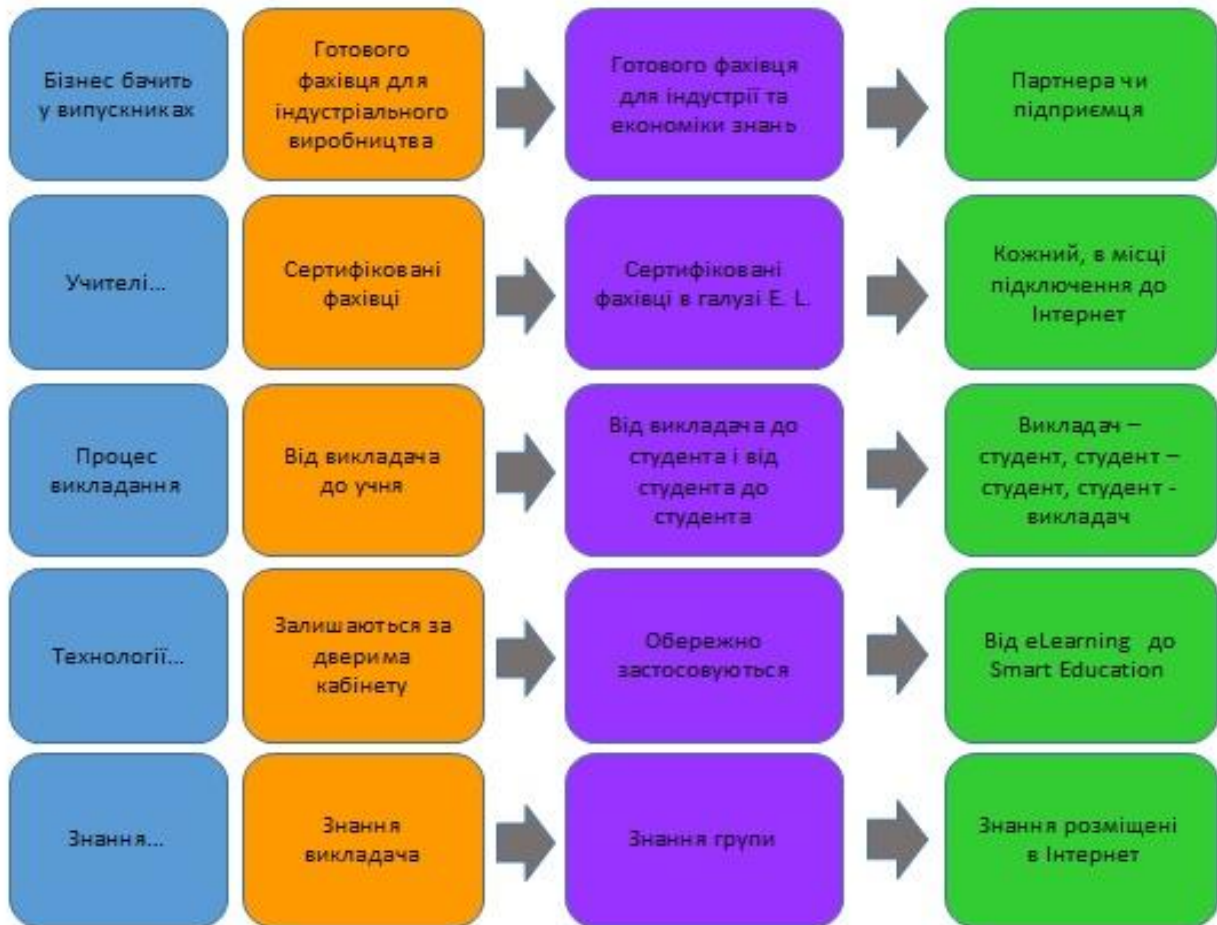 Бізнес бачить
у випускниках
Готового
фахівця для
індустріального
виробництва
Готового фахівця
для індустрії та
економіки знань
Партнера чи
підприємця
Учителі...
Сертифіковані
фахівці
Сертифіковані
фахівці в галузі E. L.
Кожний, в місці
підключення до
Інтернет
Процес
викладання
Від викладача
до учня
Від викладача до
студента і від
студента до
студента
Викладач –
студент, студент –
студент, студент -
викладач
Технології...
Залишаються за
дверима
кабінету
Обережно
застосовуються
Від eLearning до
Smart Education
Знання...
Знання
викладача
Знання групи
Знання розміщені
в Інтернет